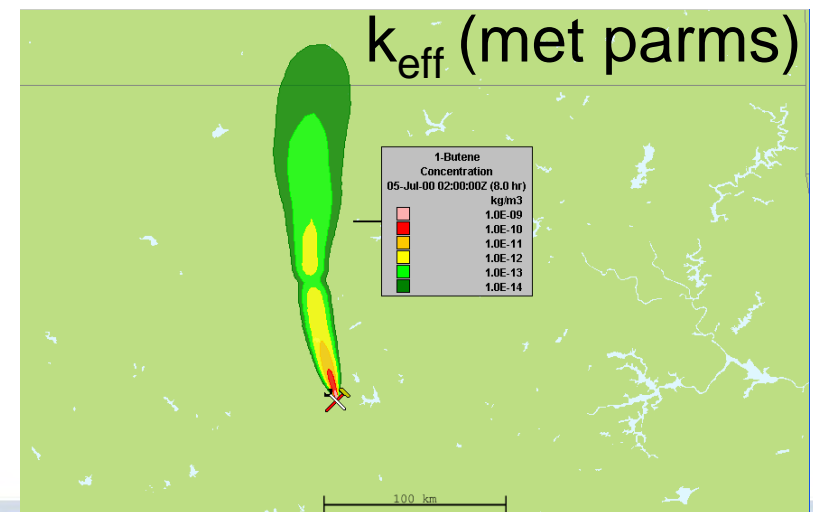 k_eff (met parms)
1-Butene
Concentration
05-Jul-00 02:00:00Z (8.0 hr)
kg/m3
1.0E-09
1.0E-10
1.0E-11
1.0E-12
1.0E-13
1.0E-14
100 km